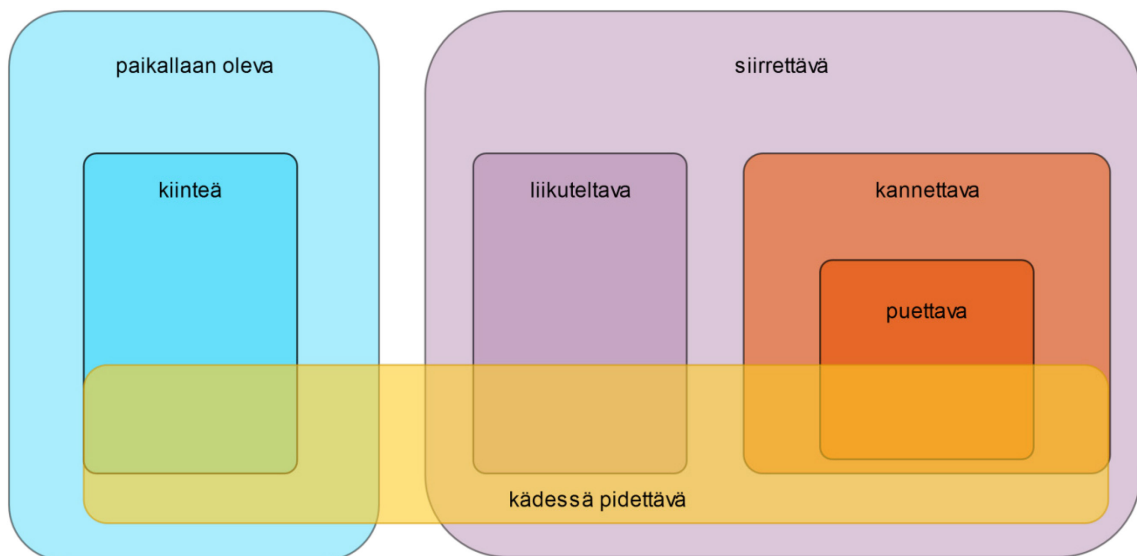 paikallaan oleva
siirrettävä
kiinteä
liikuteltava
kannettava
puettava
kädessä pidettävä